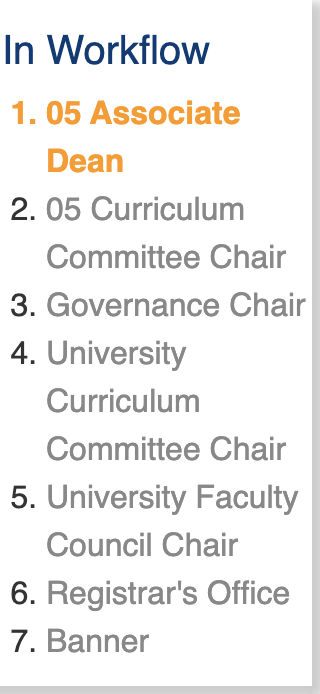 In Workflow
1. 05 Associate
Dean
2. 05 Curriculum
Committee Chair
3. Governance Chair
4. University
Curriculum
Committee Chair
5. University Faculty
Council Chair
6. Registrar's Office
7. Banner